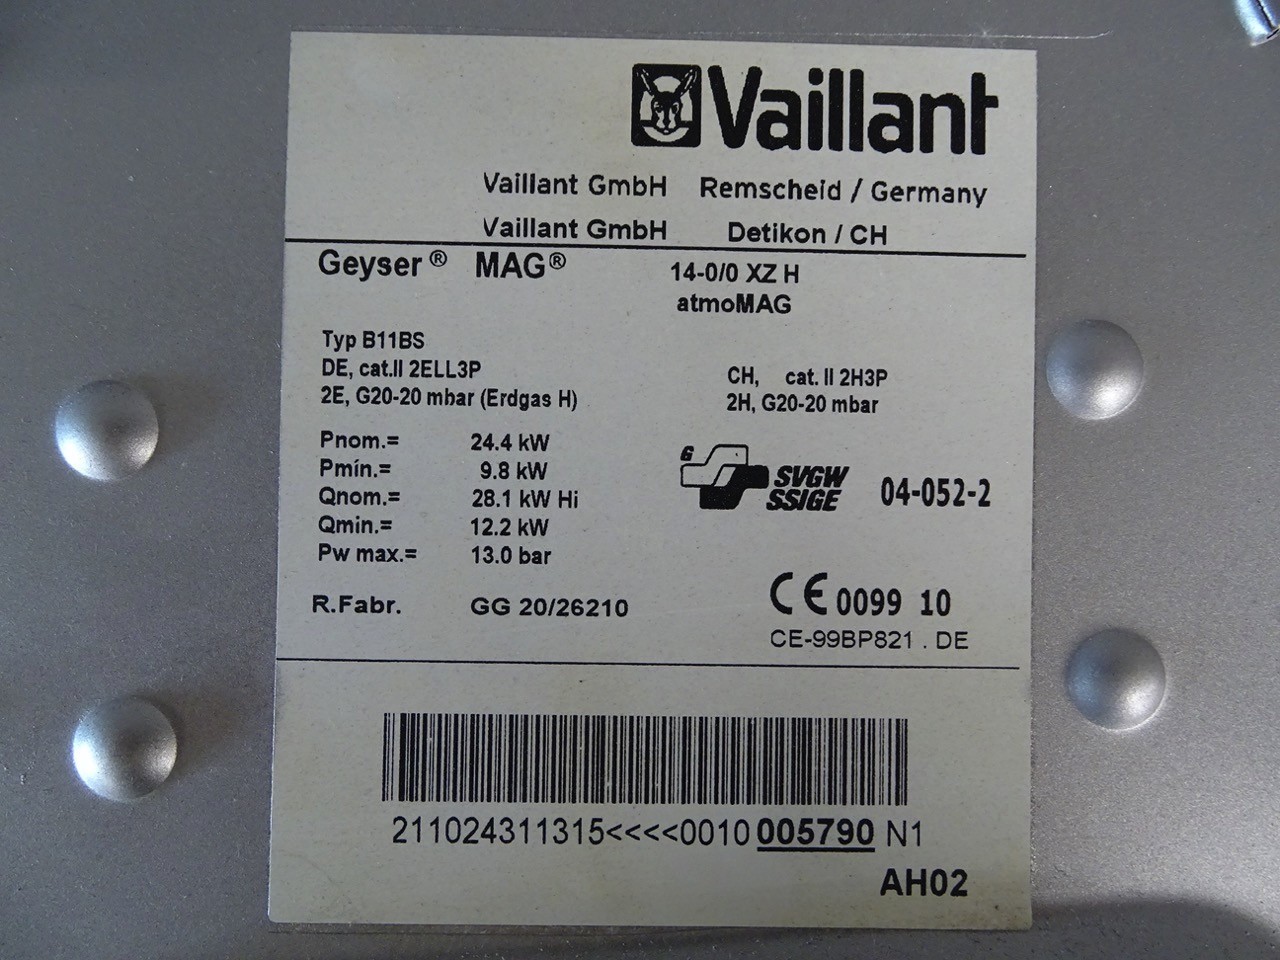 Vaillant
Vaillant GmbH Remscheid / Germany
Vaillant GmbH Detikon / CH
Geyser® MAG® 14-0/0 XZ H
atmoMAG
Typ B11BS
DE, cat.II 2ELL3P CH, cat. II 2H3P
2E, G20-20 mbar (Erdgas H) 2H, G20-20 mbar
Pnom.= 24.4 kW
Pmin.= 9.8 kW
Qnom.= 28.1 kW Hi
Qmin.= 12.2 kW
Pw max.= 13.0 bar
G SVGW
SSIGE 04-052-2
R.Fabr. GG 20/26210
CE 0099 10
CE-99BP821 . DE
211024311315<<<<0010005790 N1
AH02